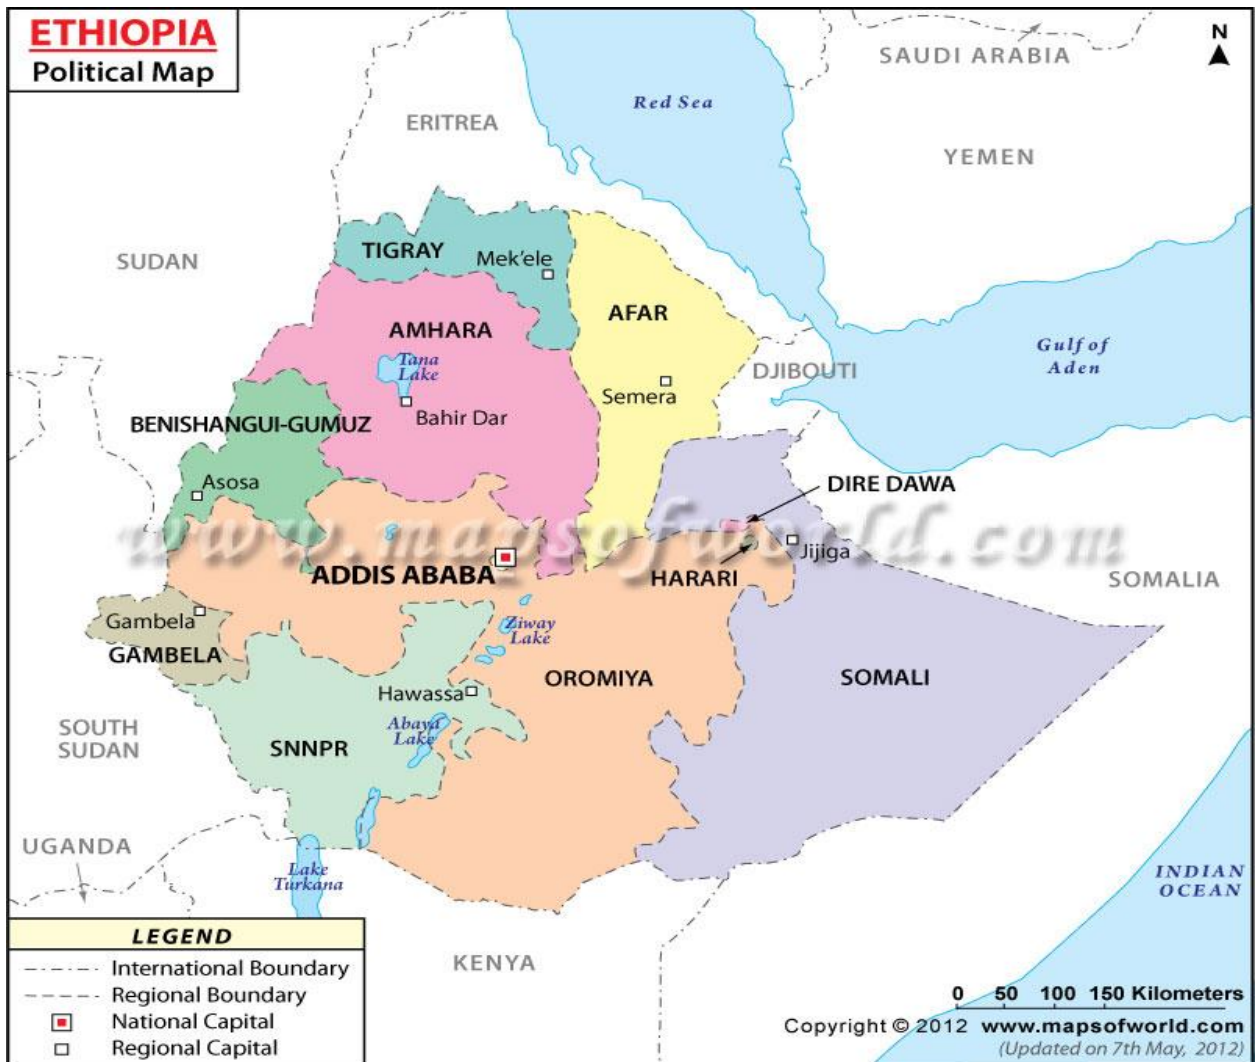 ETHIOPIA
Political Map
N
SAUDI ARABIA
Red Sea
ERITREA
YEMEN
SUDAN
TIGRAY
Mek'ele
AFAR
AMHARA
Tana
Lake
Gulf of
Aden
DJIBOUTI
Semera
Bahir Dar
BENISHANGUI-GUMUZ
Asosa
DIRE DAWA
www.mapsofworld.com
Jijiga
ADDIS ABABA
HARARI
SOMALIA
Gambela
GAMBELA
Ziway
Lake
OROMIYA
SOMALI
Hawassa
Abaya
Lake
SOUTH
SUDAN
SNNPR
UGANDA
Lake
Turkana
INDIAN
OCEAN
KENYA
LEGEND
International Boundary
Regional Boundary
National Capital
Regional Capital
0 50 100 150 Kilometers
Copyright © 2012 www.mapsofworld.com
(Updated on 7th May, 2012)